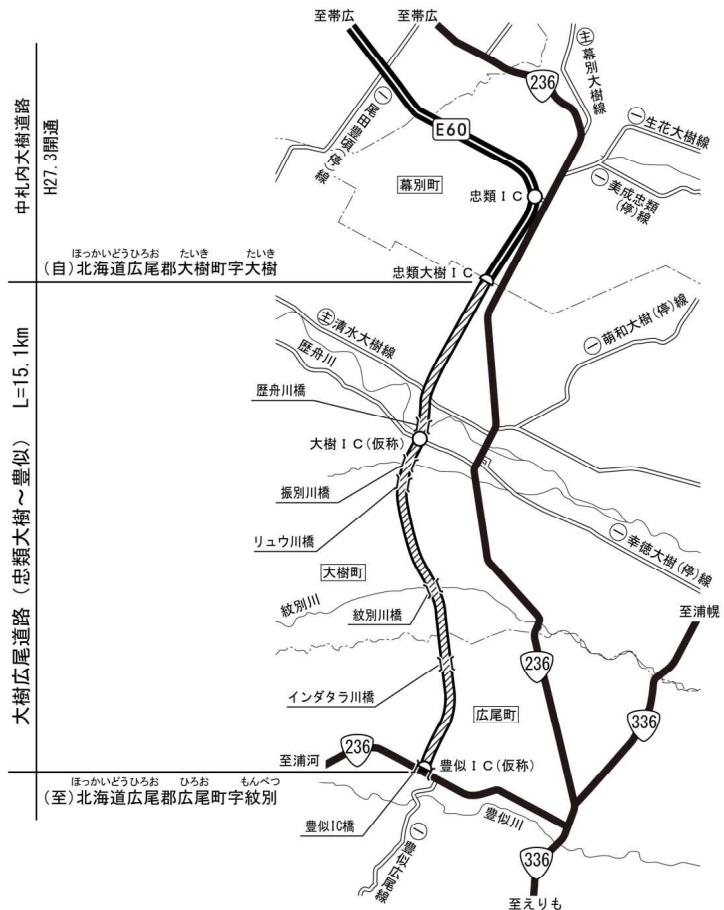 至帯広
至帯広
中札内大樹道路
H27.3開通
236
㊀幕別大樹線
E60
㊀尾田豊頃(停)線
㊀生花大樹線
㊀美成忠類(停)線
幕別町
忠類IC
ほっかいどうひろお たいき たいき
(自)北海道広尾郡大樹町字大樹
忠類大樹IC
㊀清水大樹線
歴舟川
㊀萌和大樹(停)線
歴舟川橋
大樹IC(仮称)
振別川橋
リュウ川橋
㊀幸徳大樹(停)線
大樹広尾道路(忠類大樹～豊似) L=15.1km
大樹町
紋別川
紋別川橋
至浦幌
236
インダタラ川橋
広尾町
336
至浦河
236
豊似IC(仮称)
ほっかいどうひろお ひろお もんべつ
(至)北海道広尾郡広尾町字紋別
豊似IC橋
豊似川
㊀豊似広尾線
336
至えりも